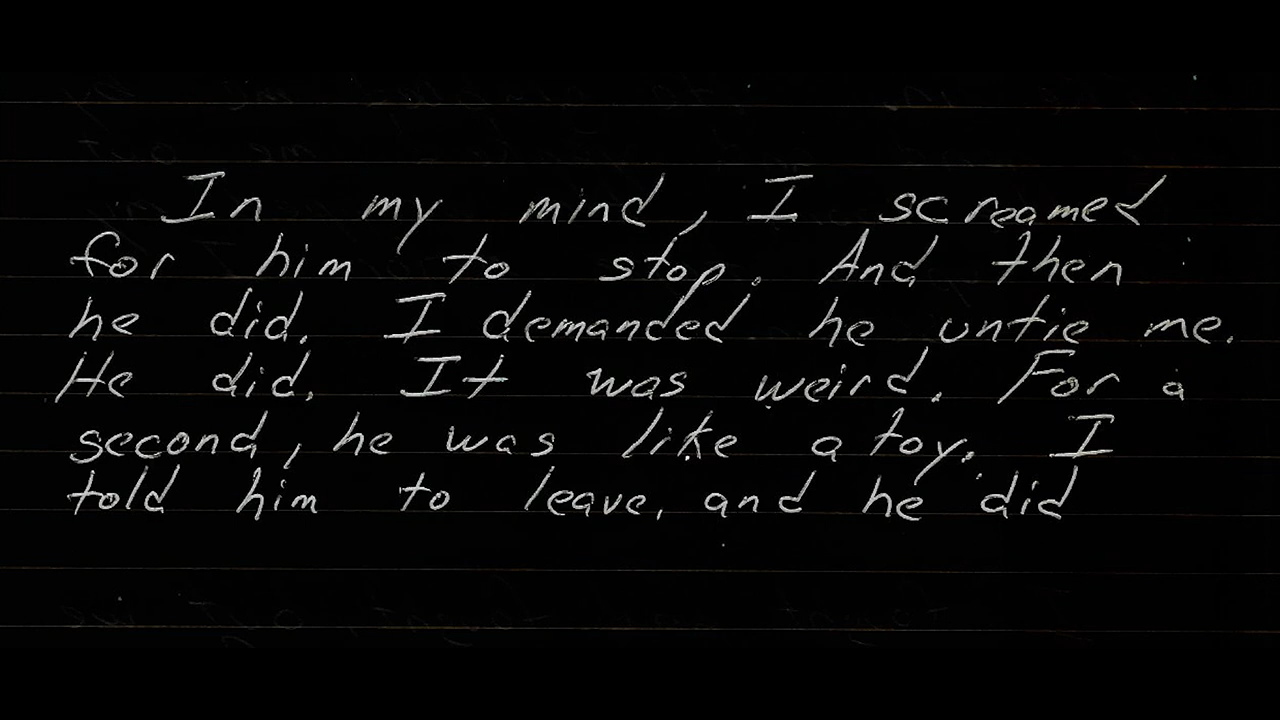 In my mind, I screamed
for him to stop. And then
he did. I demanded he untie me.
He did. It was weird. For a
second, he was like a toy. I
told him to leave, and he did